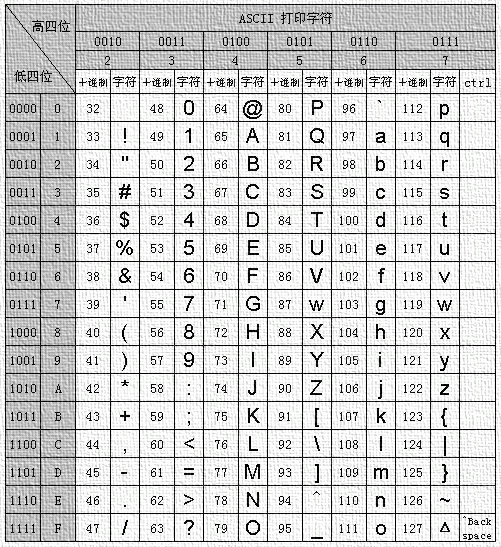 高四位 ASCII 打印字符
0010 0011 0100 0101 0110 0111
低四位 2 3 4 5 6 7
十进制 字符 十进制 字符 十进制 字符 十进制 字符 十进制 字符 十进制 字符 ctrl
0000 0 32 48 0 64 @ 80 P 96 ` 112 p
0001 1 33 ! 49 1 65 A 81 Q 97 a 113 q
0010 2 34 " 50 2 66 B 82 R 98 b 114 r
0011 3 35 # 51 3 67 C 83 S 99 c 115 s
0100 4 36 $ 52 4 68 D 84 T 100 d 116 t
0101 5 37 % 53 5 69 E 85 U 101 e 117 u
0110 6 38 & 54 6 70 F 86 V 102 f 118 v
0111 7 39 ' 55 7 71 G 87 w 103 g 119 w
1000 8 40 ( 56 8 72 H 88 X 104 h 120 x
1001 9 41 ) 57 9 73 I 89 Y 105 i 121 y
1010 A 42 * 58 : 74 J 90 Z 106 j 122 z
1011 B 43 + 59 ; 75 K 91 [ 107 k 123 {
1100 C 44 , 60 < 76 L 92 \ 108 l 124 |
1101 D 45 - 61 = 77 M 93 ] 109 m 125 }
1110 E 46 . 62 > 78 N 94 ^ 110 n 126 ~
1111 F 47 / 63 ? 79 O 95 _ 111 o 127 Δ ^Back space